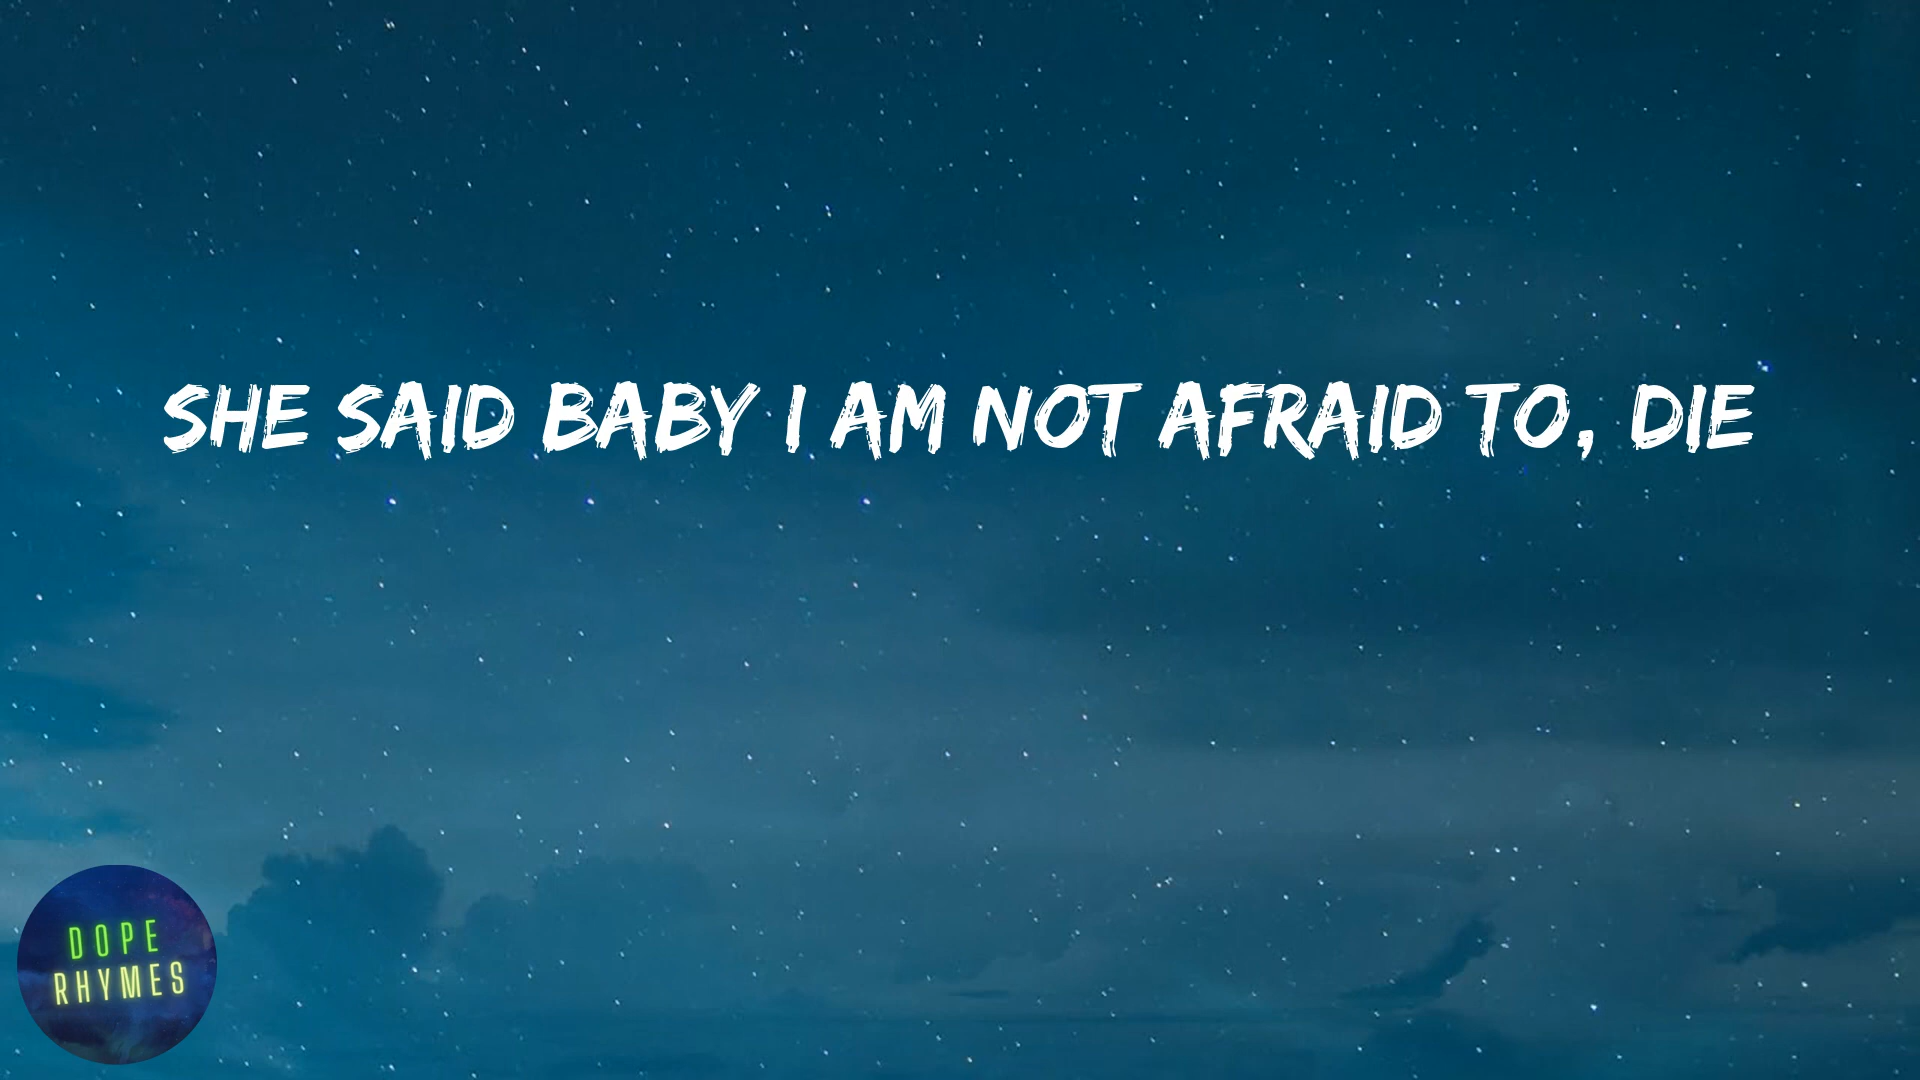 SHE SAID BABY I AM NOT AFRAID TO, DIE
DOPE
RHYMES